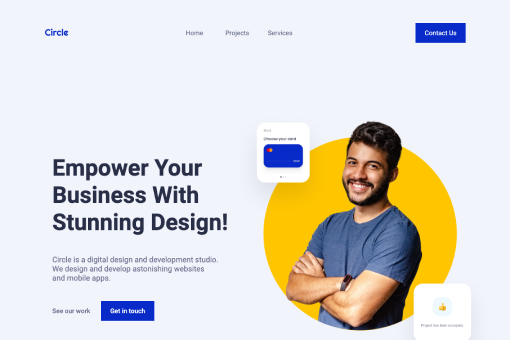 Circle
Home
Projects
Services
Contact Us
Choose your card
Empower Your
Business With
Stunning Design!
Circle is a digital design and development studio.
We design and develop astonishing websites
and mobile apps.
See our work
Get in touch
Project has been accepted